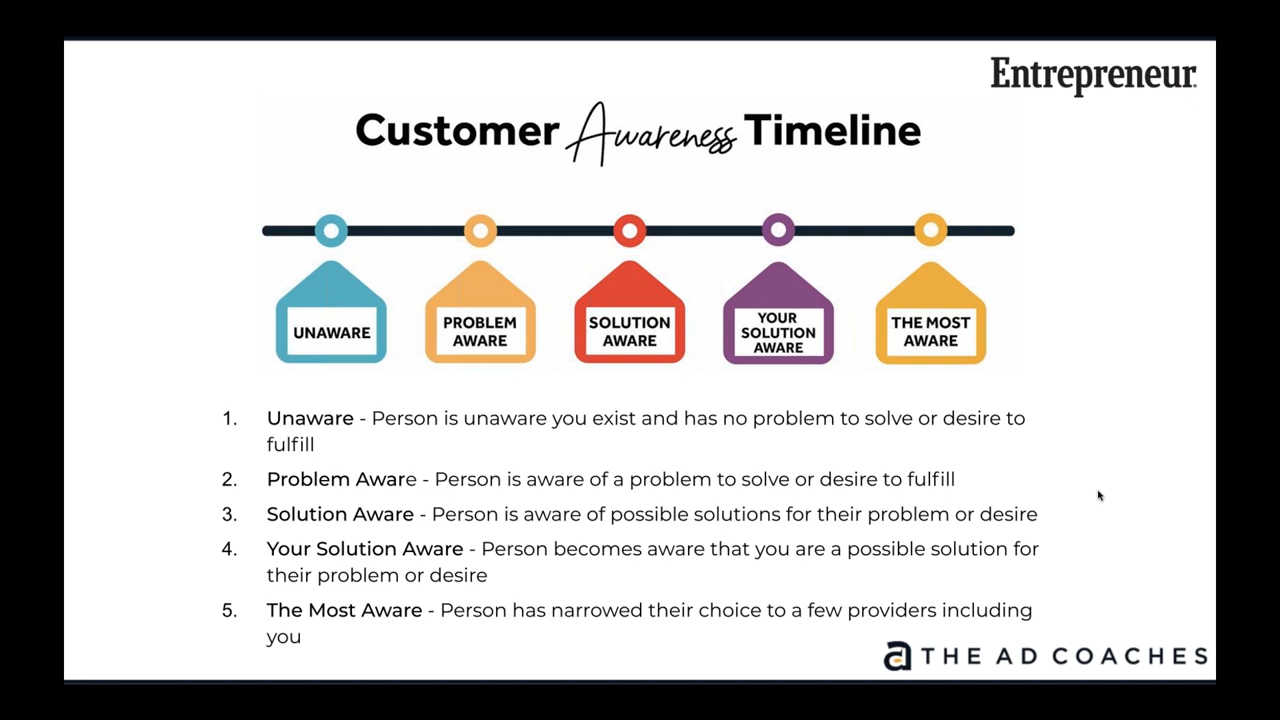 Entrepreneur
Customer Awareness Timeline
UNAWARE
PROBLEM
AWARE
SOLUTION
AWARE
YOUR
SOLUTION
AWARE
THE MOST
AWARE
1. Unaware - Person is unaware you exist and has no problem to solve or desire to
fulfill
2. Problem Aware - Person is aware of a problem to solve or desire to fulfill
3. Solution Aware - Person is aware of possible solutions for their problem or desire
4. Your Solution Aware - Person becomes aware that you are a possible solution for
their problem or desire
5. The Most Aware - Person has narrowed their choice to a few providers including
you
THE AD COACHES